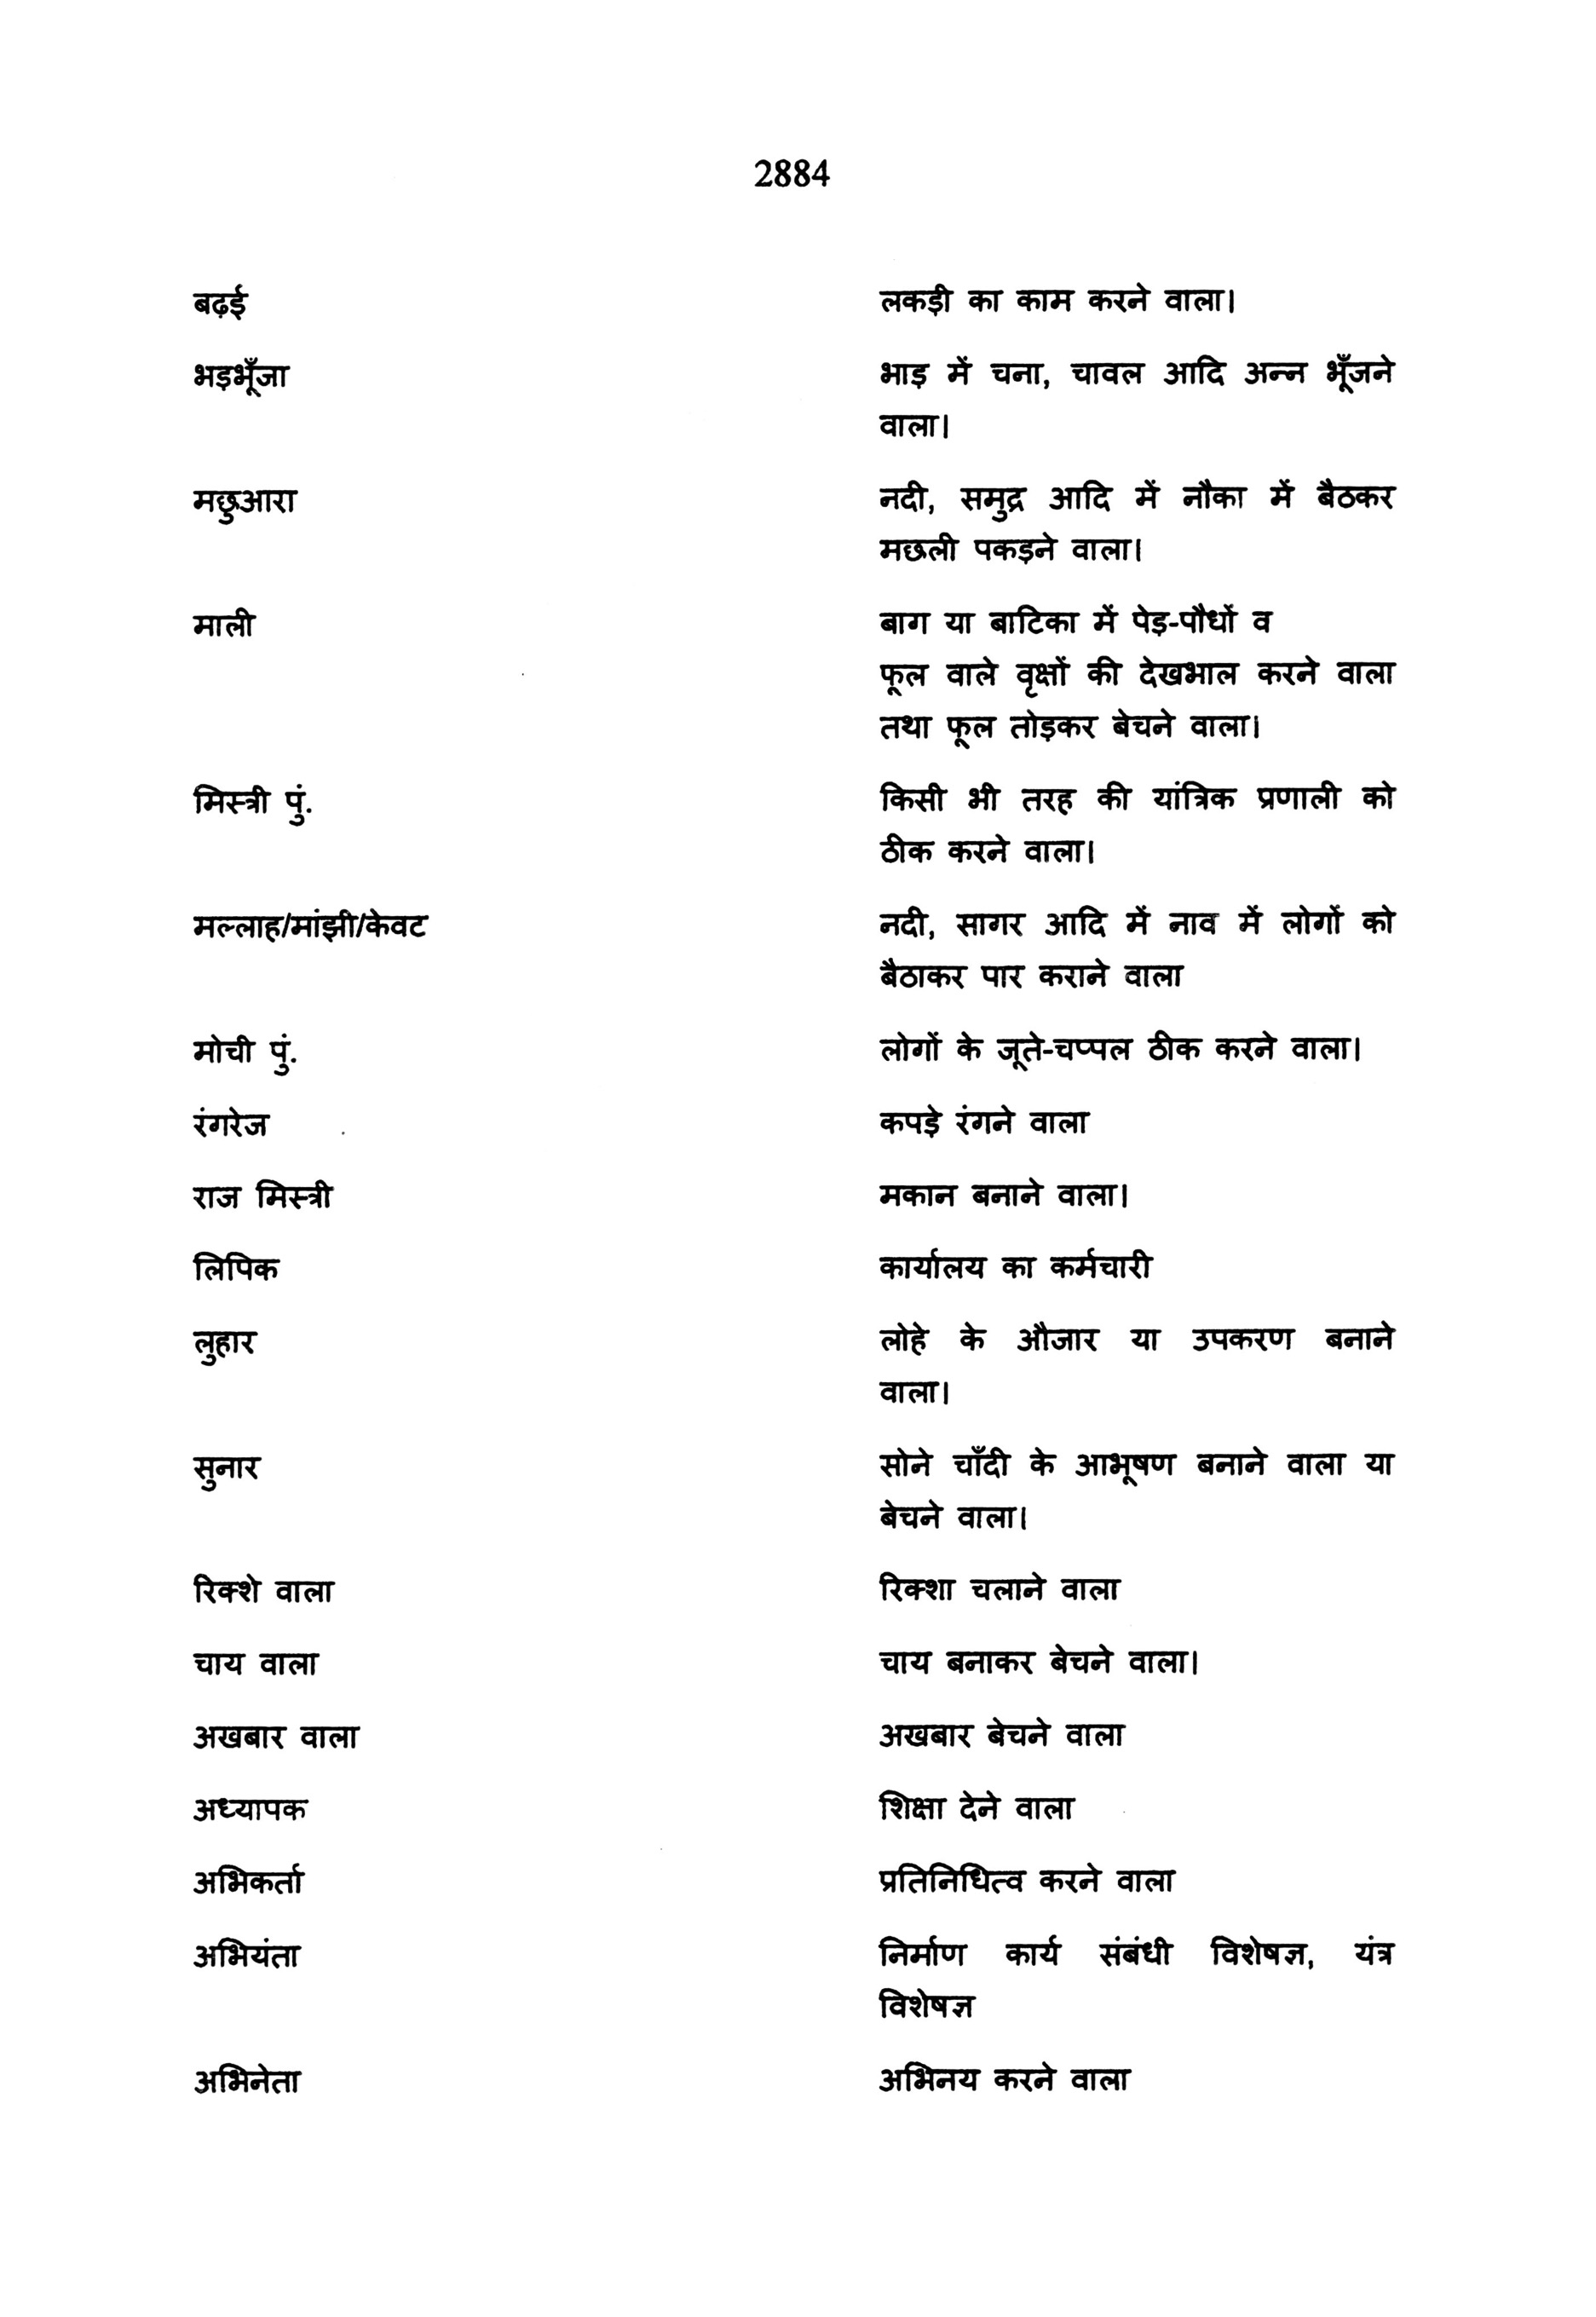 2884
बढ़ई लकड़ी का काम करने वाला।
भड़भूँजा भाड़ में चना, चावल आदि अन्न भूँजने
वाला।
मछुआरा नदी, समुद्र आदि में नौका में बैठकर
मछली पकड़ने वाला।
माली बाग या बाटिका में पेड़-पौधों व
फूल वाले वृक्षों की देखभाल करने वाला
तथा फूल तोड़कर बेचने वाला।
मिस्त्री पुं. किसी भी तरह की यांत्रिक प्रणाली को
ठीक करने वाला।
मल्लाह/मांझी/केवट नदी, सागर आदि में नाव में लोगों को
बैठाकर पार कराने वाला
मोची पुं. लोगों के जूते-चप्पल ठीक करने वाला।
रंगरेज कपड़े रंगने वाला
राज मिस्त्री मकान बनाने वाला।
लिपिक कार्यालय का कर्मचारी
लुहार लोहे के औजार या उपकरण बनाने
वाला।
सुनार सोने चाँदी के आभूषण बनाने वाला या
बेचने वाला।
रिक्शे वाला रिक्शा चलाने वाला
चाय वाला चाय बनाकर बेचने वाला।
अखबार वाला अखबार बेचने वाला
अध्यापक शिक्षा देने वाला
अभिकर्ता प्रतिनिधित्व करने वाला
अभियंता निर्माण कार्य संबंधी विशेषज्ञ, यंत्र
विशेषज्ञ
अभिनेता अभिनय करने वाला